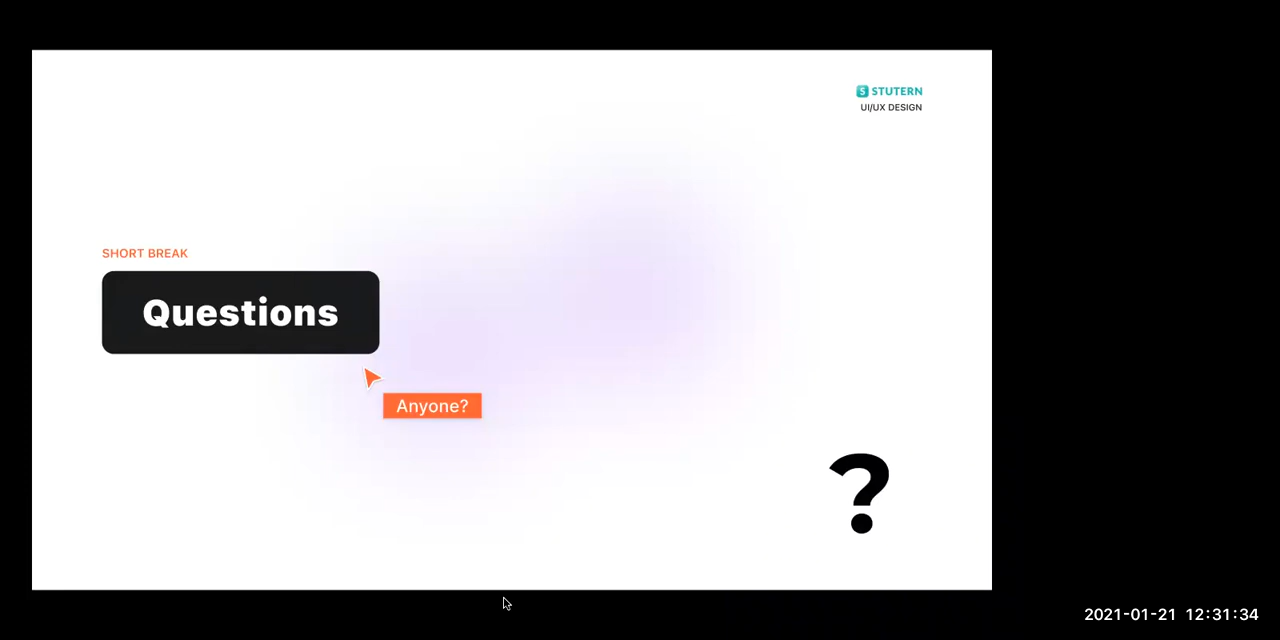 STUTERN
UI/UX DESIGN
SHORT BREAK
Questions
Anyone?
?
2021-01-21 12:31:34